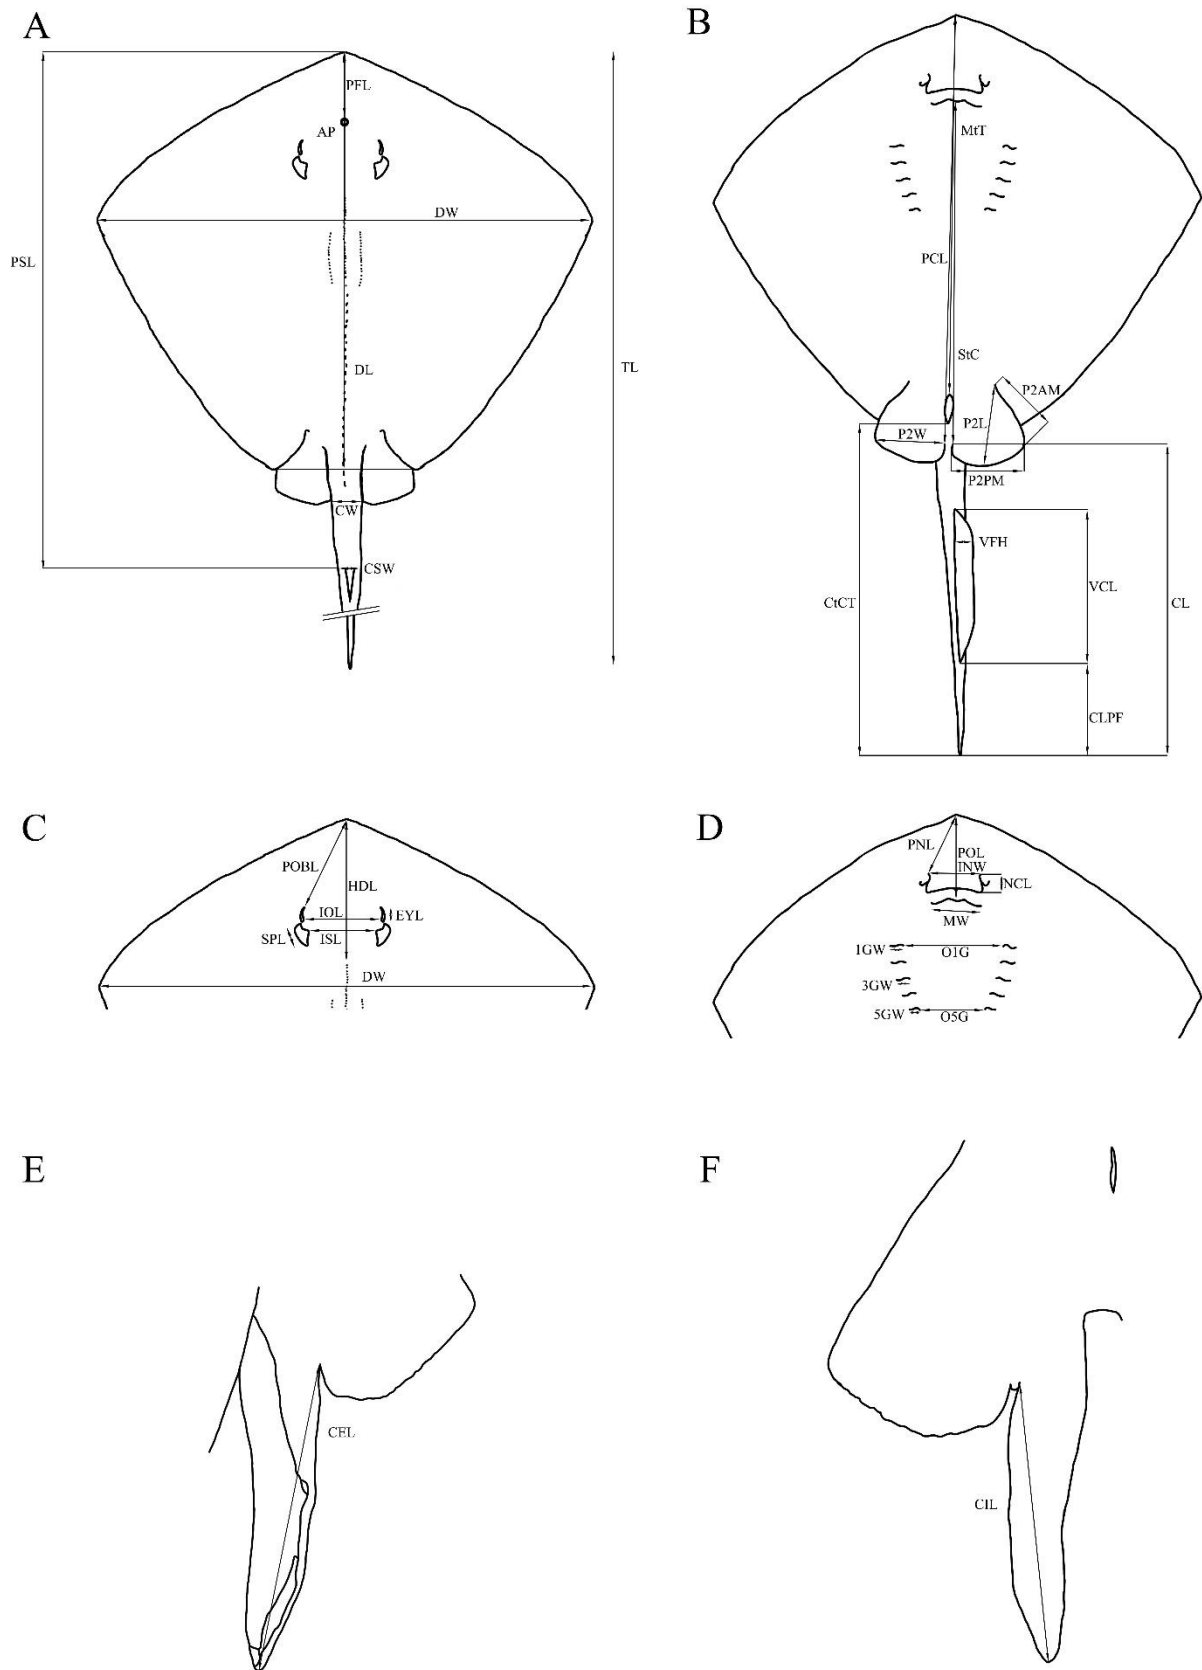 A
PFL
AP
DW
PSL
DL
TL
CW
CSW
B
MtT
PCL
StC
P2AM
P2L
P2W
P2PM
VFH
VCL
CtCT
CL
CLPF
C
POBL
HDL
IOL
EYL
SPL
ISL
DW
D
PNL
POL
INW
NCL
MW
1GW
O1G
3GW
5GW
O5G
E
CEL
F
CIL